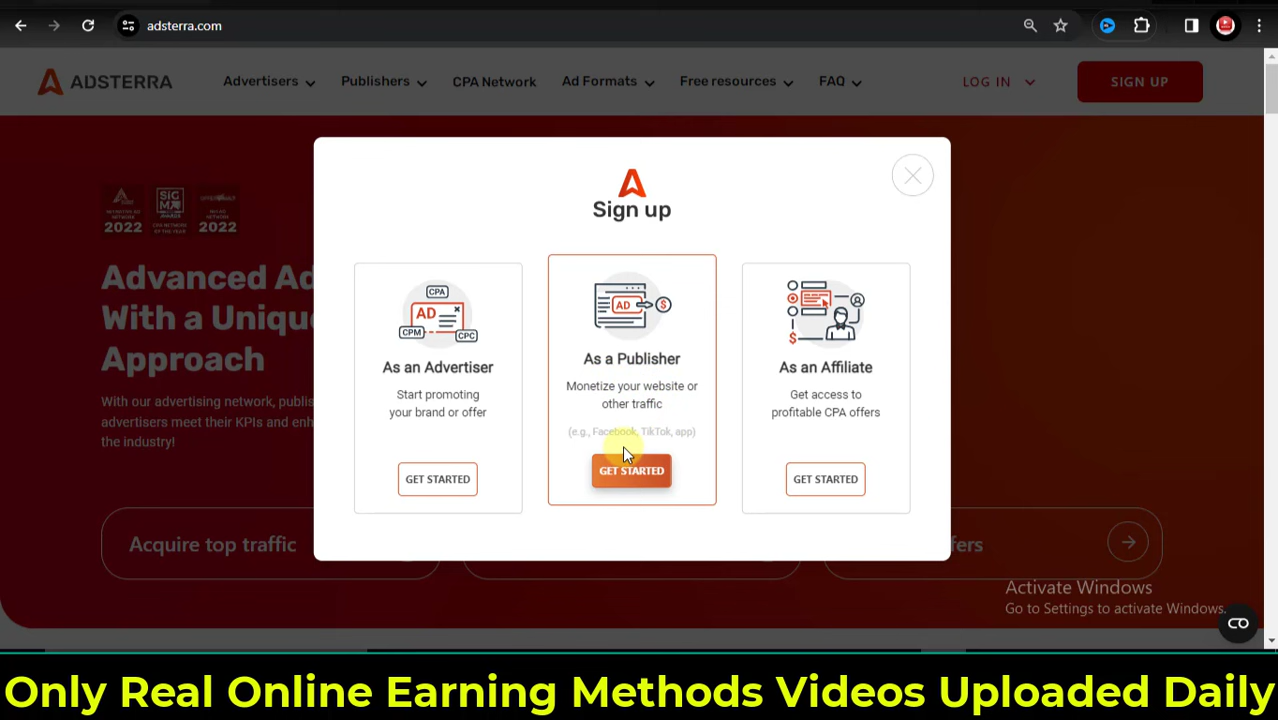 adsterra.com
ADSTERRA
Advertisers
Publishers
CPA Network
Ad Formats
Free resources
FAQ
LOG IN
SIGN UP
2022
2022
2022
Advanced Ad
With a Uniqu
Approach
With our advertising network, publis
advertisers meet their KPIs and enh
the industry!
Sign up
CPA
AD
CPM
CPC
As an Advertiser
Start promoting
your brand or offer
GET STARTED
AD
$
As a Publisher
Monetize your website or
other traffic
(e.g., Facebook, TikTok, app)
GET STARTED
$
As an Affiliate
Get access to
profitable CPA offers
GET STARTED
Acquire top traffic
fers
Activate Windows
Go to Settings to activate Windows.
Only Real Online Earning Methods Videos Uploaded Daily